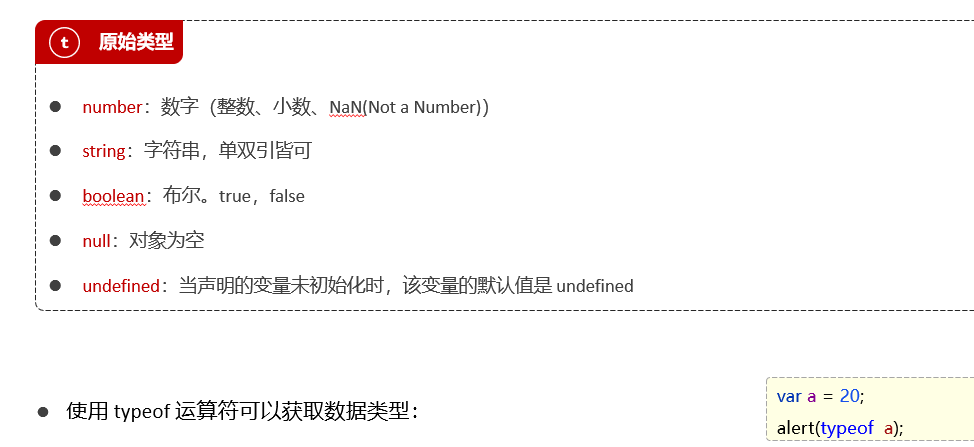 t 原始类型
● number：数字（整数、小数、NaN(Not a Number)）
● string：字符串，单双引皆可
● boolean：布尔。true，false
● null：对象为空
● undefined：当声明的变量未初始化时，该变量的默认值是 undefined
● 使用 typeof 运算符可以获取数据类型：
var a = 20;
alert(typeof a);